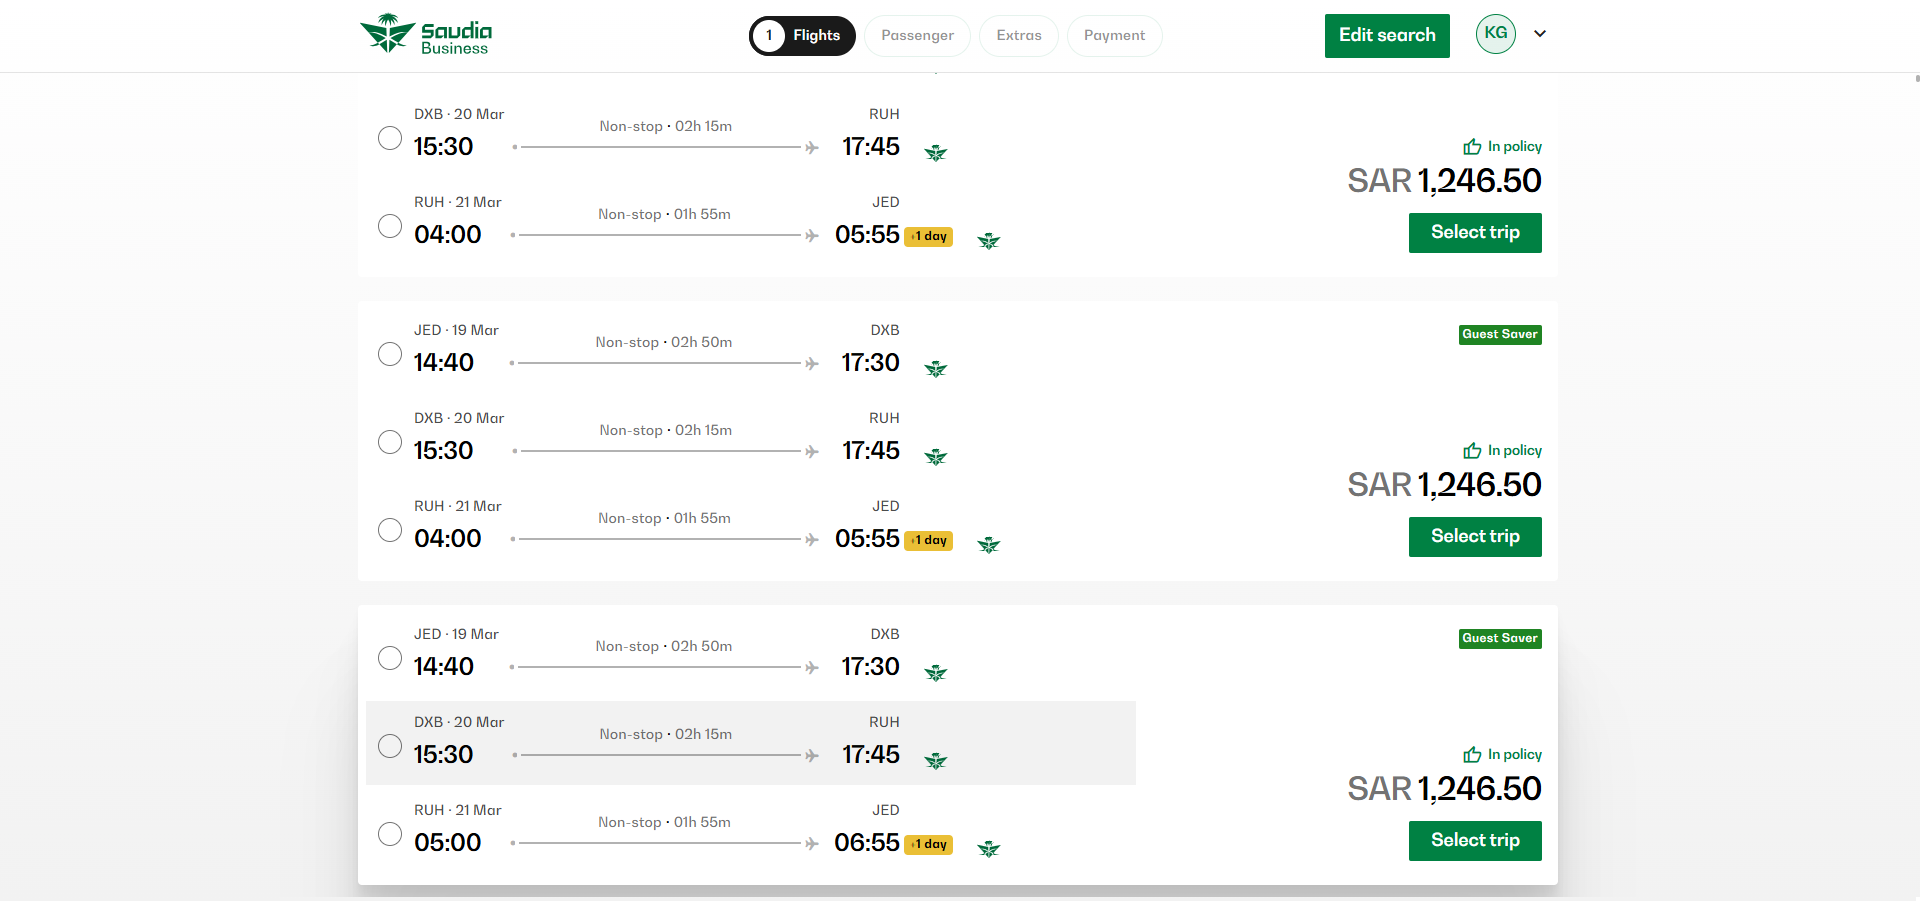 Saudia
Business
1 Flights
Passenger
Extras
Payment
Edit search
KG
DXB · 20 Mar
Non-stop · 02h 15m
RUH
15:30
17:45
In policy
SAR 1,246.50
RUH · 21 Mar
Non-stop · 01h 55m
JED
04:00
05:55 +1 day
Select trip
JED · 19 Mar
Non-stop · 02h 50m
DXB
Guest Saver
14:40
17:30
DXB · 20 Mar
Non-stop · 02h 15m
RUH
15:30
17:45
In policy
SAR 1,246.50
RUH · 21 Mar
Non-stop · 01h 55m
JED
04:00
05:55 +1 day
Select trip
JED · 19 Mar
Non-stop · 02h 50m
DXB
Guest Saver
14:40
17:30
DXB · 20 Mar
Non-stop · 02h 15m
RUH
15:30
17:45
In policy
SAR 1,246.50
RUH · 21 Mar
Non-stop · 01h 55m
JED
05:00
06:55 +1 day
Select trip